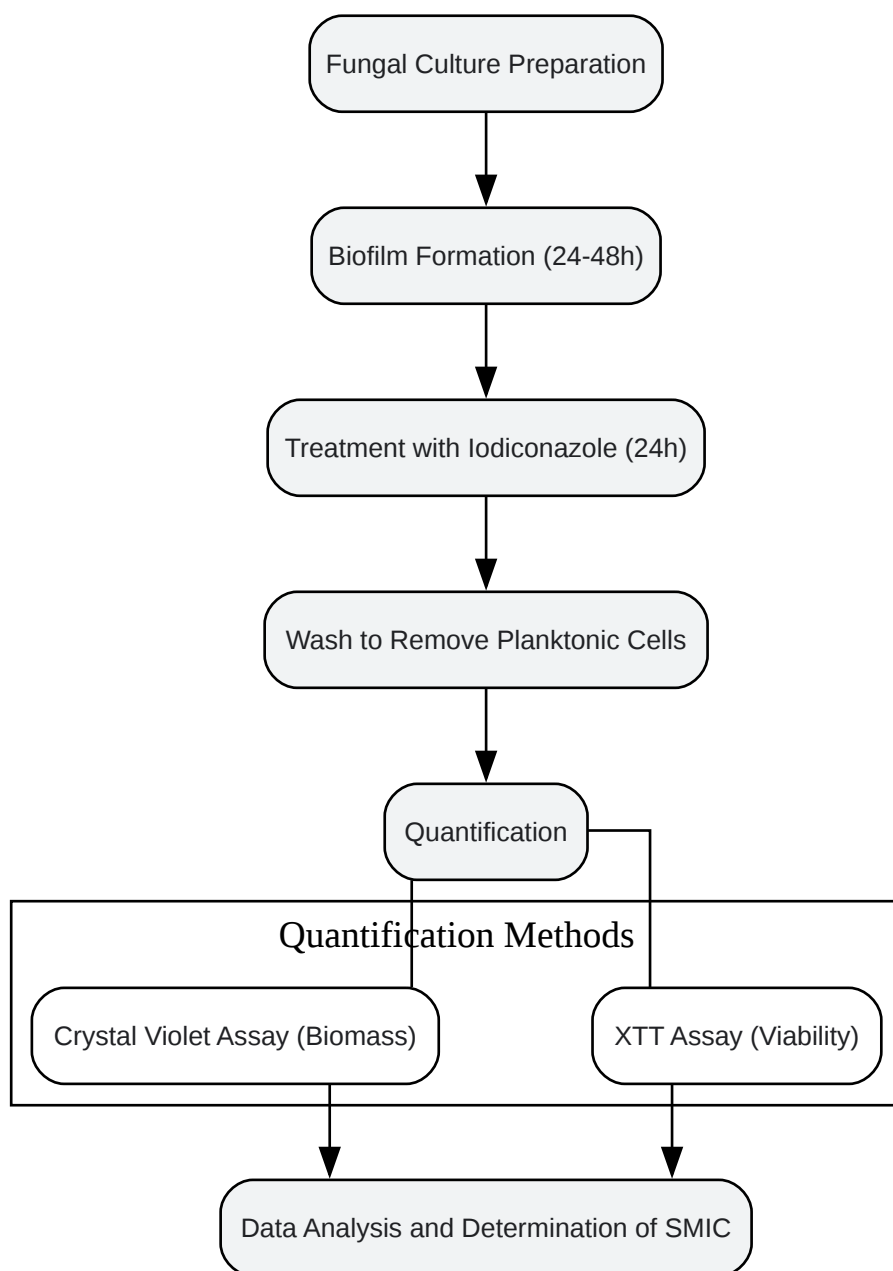 Fungal Culture Preparation
Biofilm Formation (24-48h)
Treatment with Iodiconazole (24h)
Wash to Remove Planktonic Cells
Quantification
Quantification Methods
Crystal Violet Assay (Biomass)
XTT Assay (Viability)
Data Analysis and Determination of SMIC